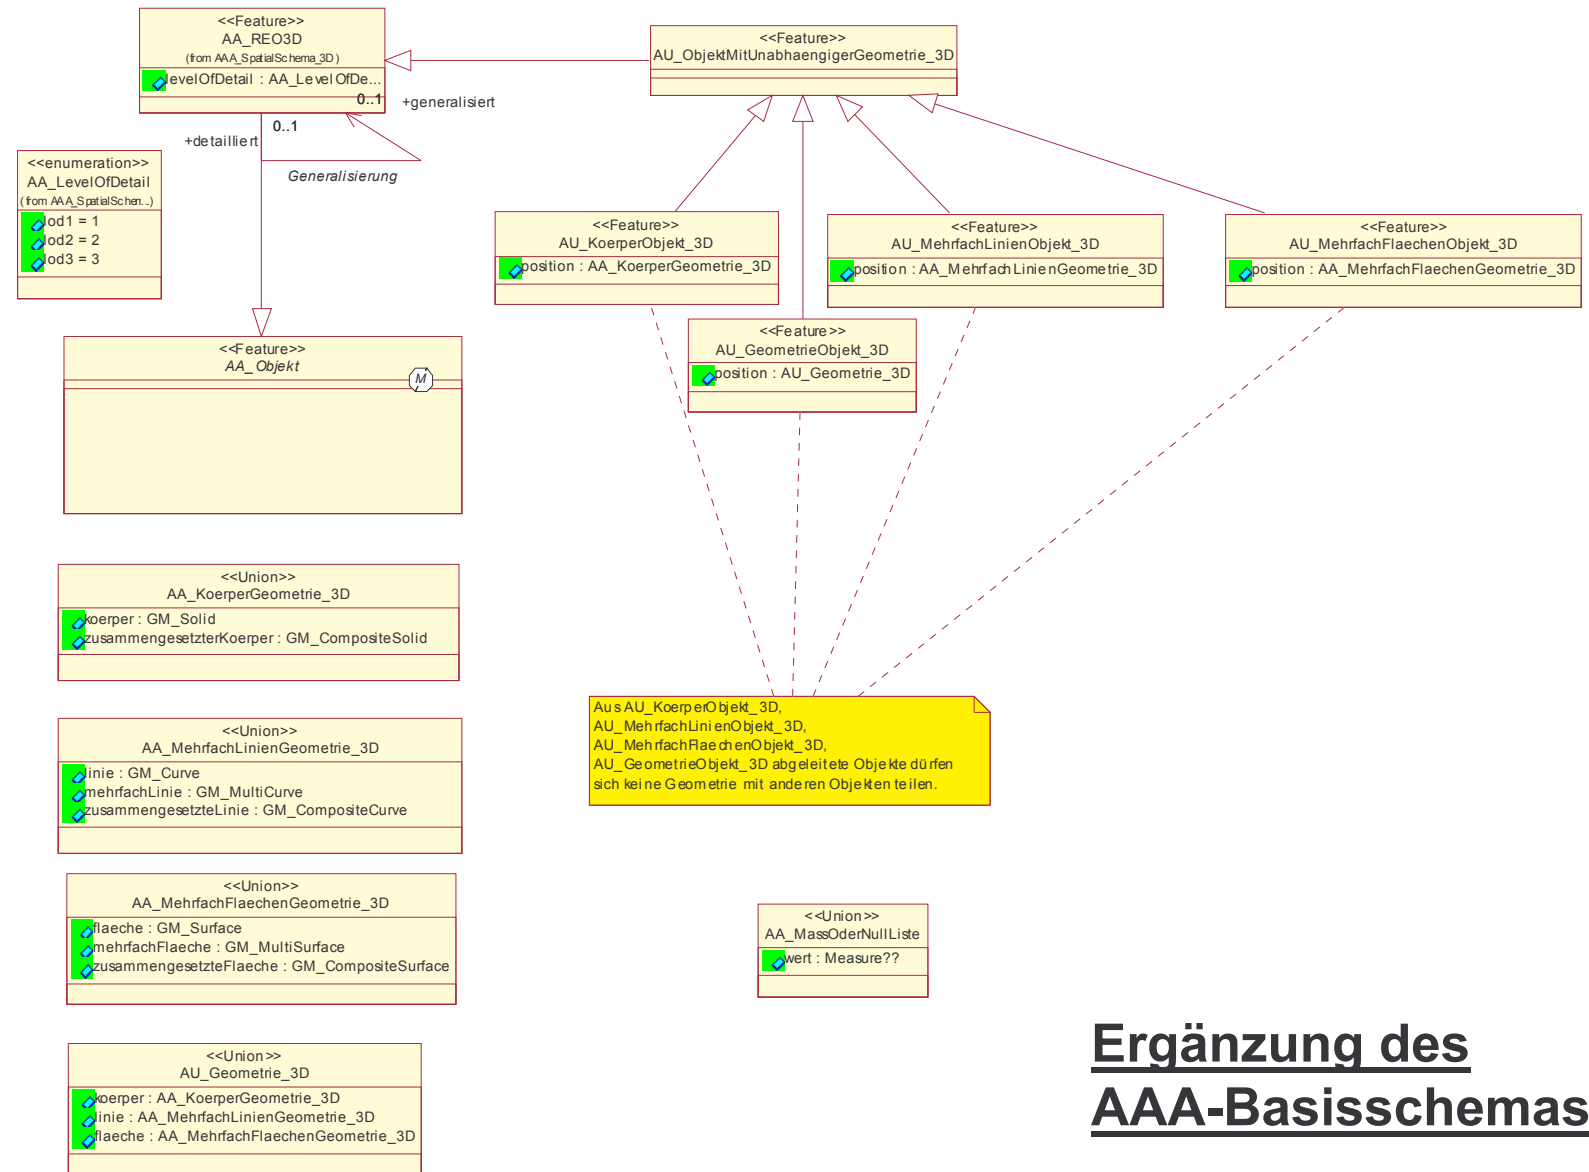 <<Feature>>
AA_REO3D
(from AAA_SpatialSchema_3D)
levelOfDetail : AA_LevelOfDe...
0..1
+generalisiert
0..1
+detailliert
Generalisierung
<<Feature>>
AU_ObjektMitUnabhaengigerGeometrie_3D
<<enumeration>>
AA_LevelOfDetail
(from AAA_SpatialSchem...)
lod1 = 1
lod2 = 2
lod3 = 3
<<Feature>>
AU_KoerperObjekt_3D
position : AA_KoerperGeometrie_3D
<<Feature>>
AU_MehrfachLinienObjekt_3D
position : AA_MehrfachLinienGeometrie_3D
<<Feature>>
AU_MehrfachFlaechenObjekt_3D
position : AA_MehrfachFlaechenGeometrie_3D
<<Feature>>
AU_GeometrieObjekt_3D
position : AU_Geometrie_3D
<<Feature>>
AA_Objekt
M
<<Union>>
AA_KoerperGeometrie_3D
koerper : GM_Solid
zusammengesetzterKoerper : GM_CompositeSolid
<<Union>>
AA_MehrfachLinienGeometrie_3D
linie : GM_Curve
mehrfachLinie : GM_MultiCurve
zusammengesetzteLinie : GM_CompositeCurve
Aus AU_KoerperObjekt_3D,
AU_MehrfachLinienObjekt_3D,
AU_MehrfachFlaechenObjekt_3D,
AU_GeometrieObjekt_3D abgeleitete Objekte dürfen
sich keine Geometrie mit anderen Objekten teilen.
<<Union>>
AA_MehrfachFlaechenGeometrie_3D
flaeche : GM_Surface
mehrfachFlaeche : GM_MultiSurface
zusammengesetzteFlaeche : GM_CompositeSurface
<<Union>>
AA_MassOderNullListe
wert : Measure??
<<Union>>
AU_Geometrie_3D
koerper : AA_KoerperGeometrie_3D
linie : AA_MehrfachLinienGeometrie_3D
flaeche : AA_MehrfachFlaechenGeometrie_3D
Ergänzung des
AAA-Basisschemas